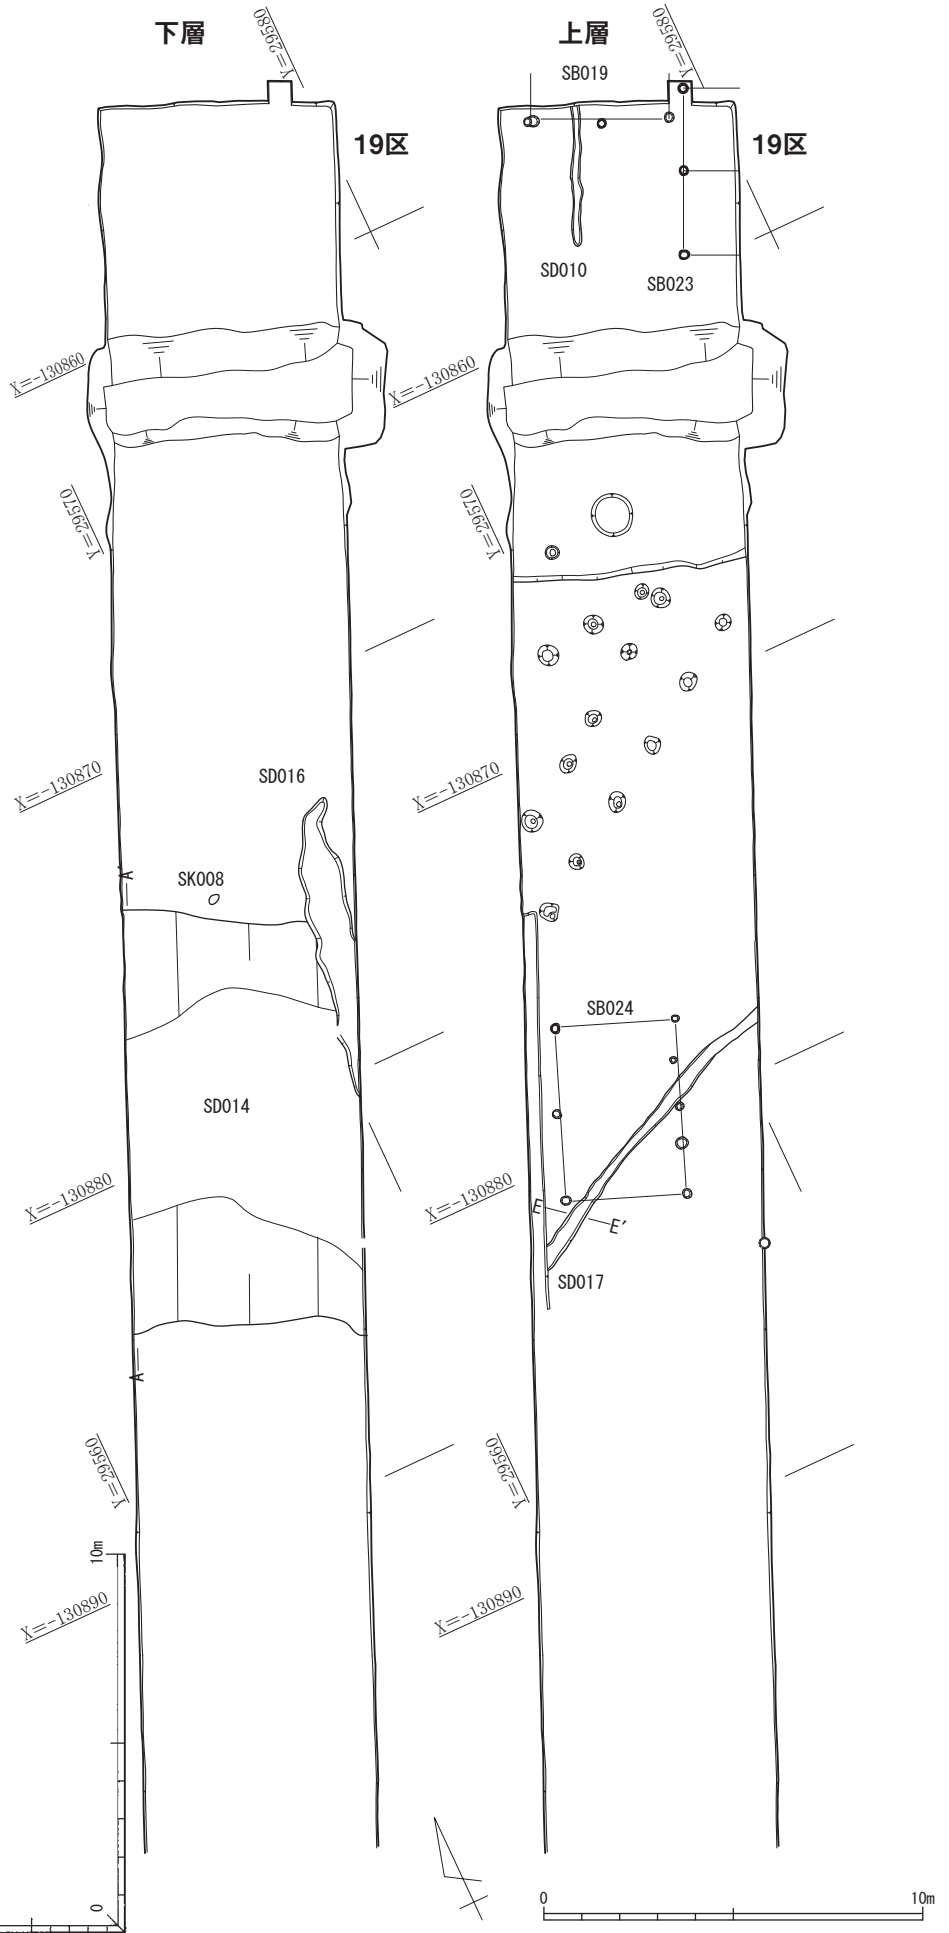 下層
Y=29580
19区
X=-130860
Y=29570
X=-130870
SD016
A'
SK008
SD014
X=-130880
A
Y=29560
10m
X=-130890
0
上層
Y=29580
SB019
19区
SD010
SB023
X=-130860
Y=29570
X=-130870
SB024
X=-130880
E
E'
SD017
Y=29560
X=-130890
0
10m